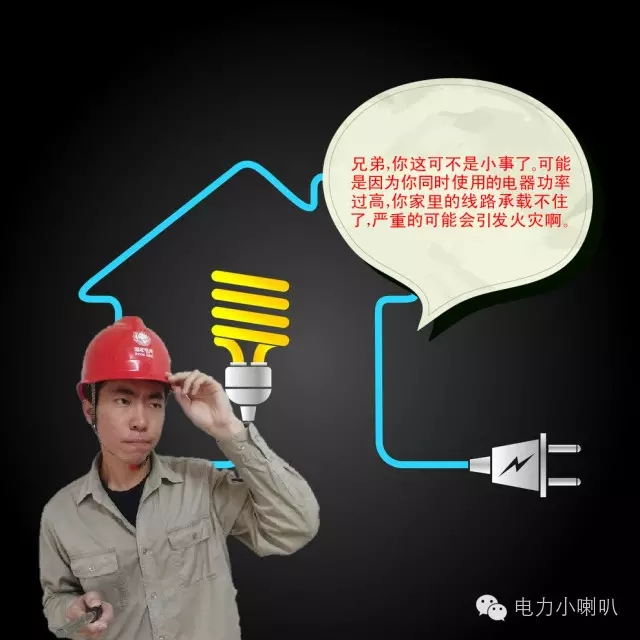 兄弟,你这可不是小事了。可能
是因为你同时使用的电器功率
过高,你家里的线路承载不住
了,严重的可能会引发火灾啊。
电力小喇叭